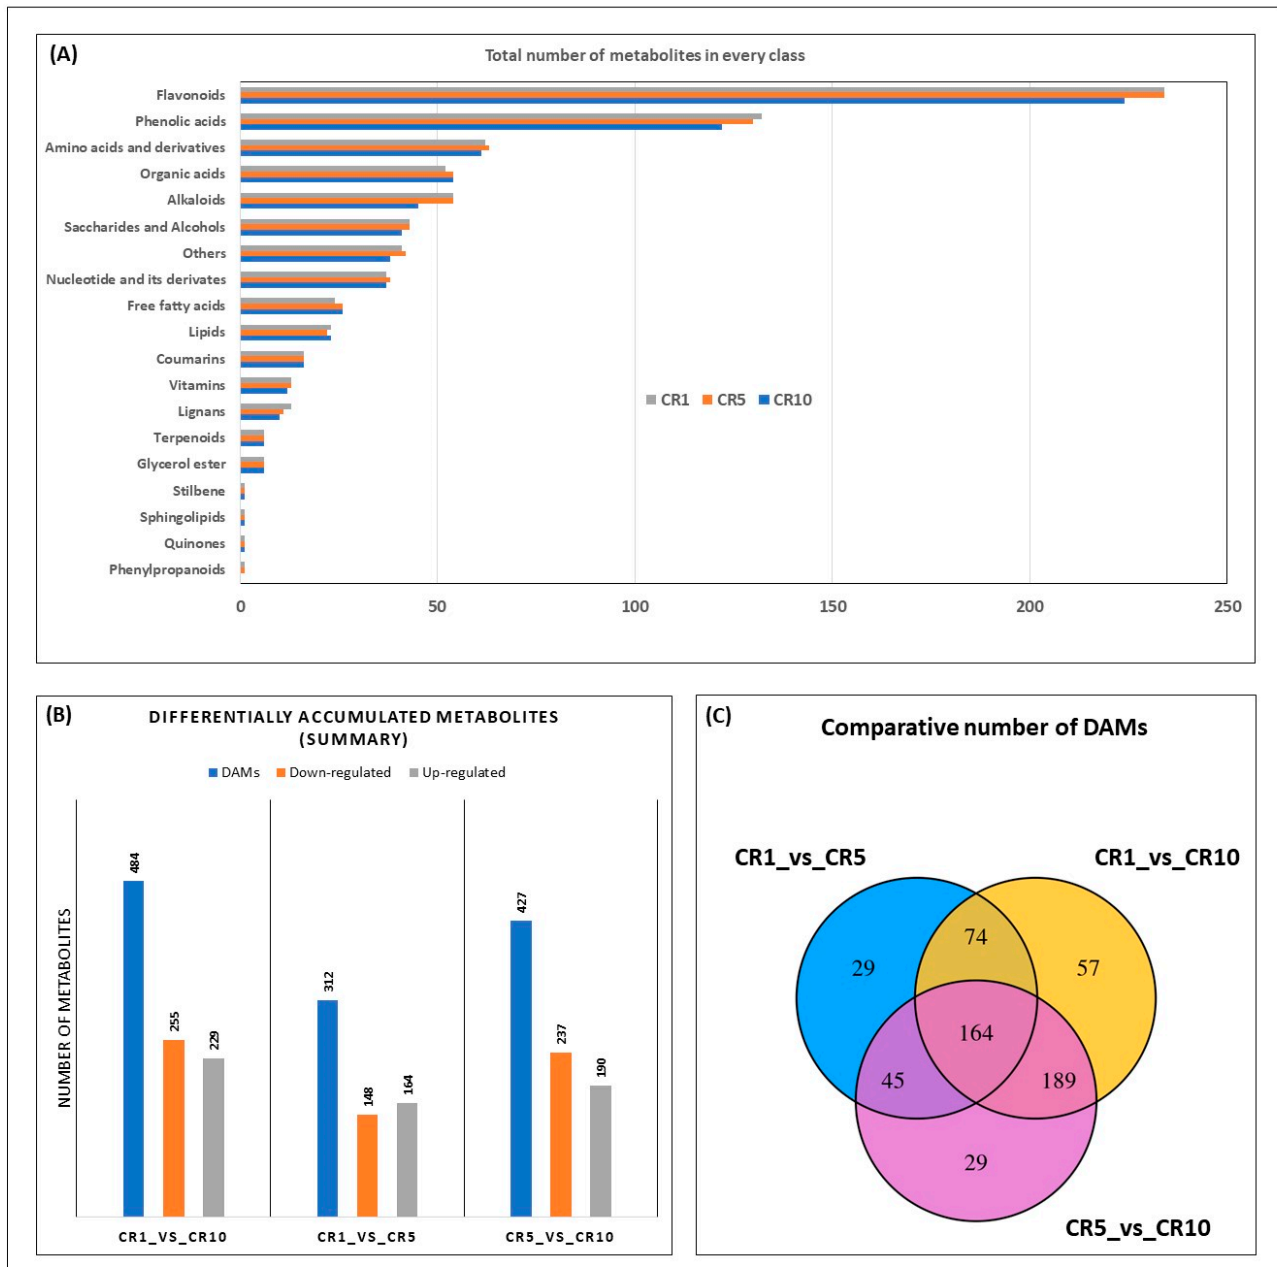 (A)
Total number of metabolites in every class
Flavonoids
Phenolic acids
Amino acids and derivatives
Organic acids
Alkaloids
Saccharides and Alcohols
Others
Nucleotide and its derivates
Free fatty acids
Lipids
Coumarins
Vitamins
Lignans
Terpenoids
Glycerol ester
Stilbene
Sphingolipids
Quinones
Phenylpropanoids
CR1 CR5 CR10
0 50 100 150 200 250
(B)
DIFFERENTIALLY ACCUMULATED METABOLITES
(SUMMARY)
DAMs Down-regulated Up-regulated
NUMBER OF METABOLITES
484 255 229
312 148 164
427 237 190
CR1_VS_CR10 CR1_VS_CR5 CR5_VS_CR10
(C)
Comparative number of DAMs
CR1_vs_CR5 CR1_vs_CR10
74
29 57
164
45 189
29
CR5_vs_CR10